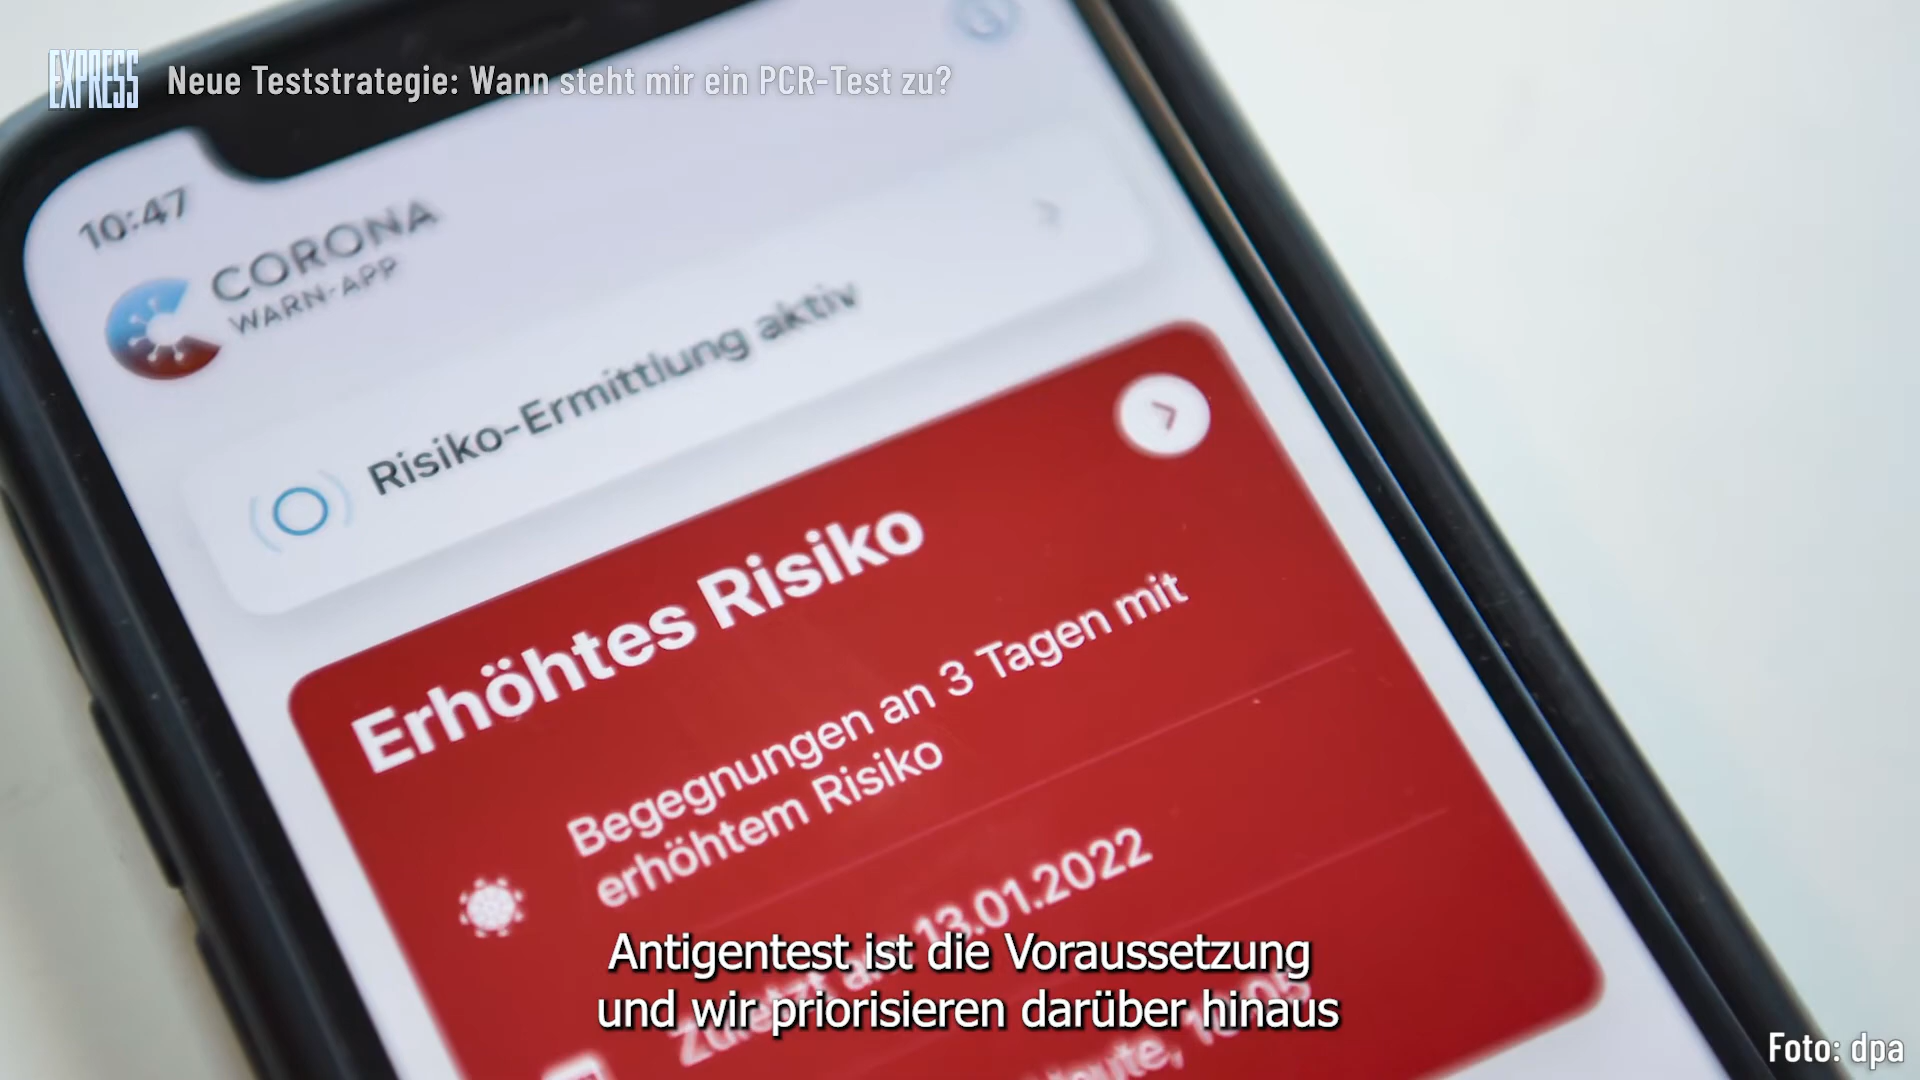 EXPRESS Neue Teststrategie: Wann steht mir ein PCR-Test zu?
10:47
CORONA
WARN-APP
Risiko-Ermittlung aktiv
Erhöhtes Risiko
Begegnungen an 3 Tagen mit
erhöhtem Risiko
Zuletzt am 13.01.2022
Antigentest ist die Voraussetzung
und wir priorisieren darüber hinaus
Foto: dpa